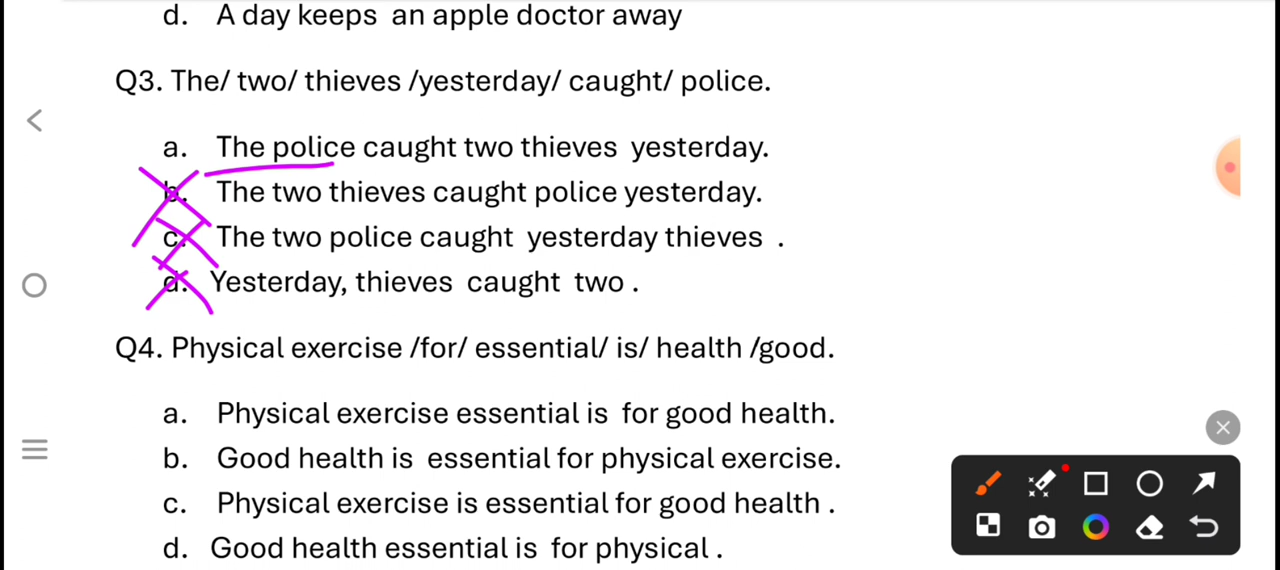 d. A day keeps an apple doctor away
Q3. The/ two/ thieves /yesterday/ caught/ police.
a. The police caught two thieves yesterday.
b. The two thieves caught police yesterday.
c. The two police caught yesterday thieves .
d. Yesterday, thieves caught two .
Q4. Physical exercise /for/ essential/ is/ health /good.
a. Physical exercise essential is for good health.
b. Good health is essential for physical exercise.
c. Physical exercise is essential for good health .
d. Good health essential is for physical .